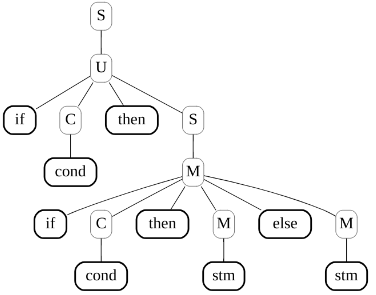 S
U
if C then S
cond M
if C then M else M
cond stm stm